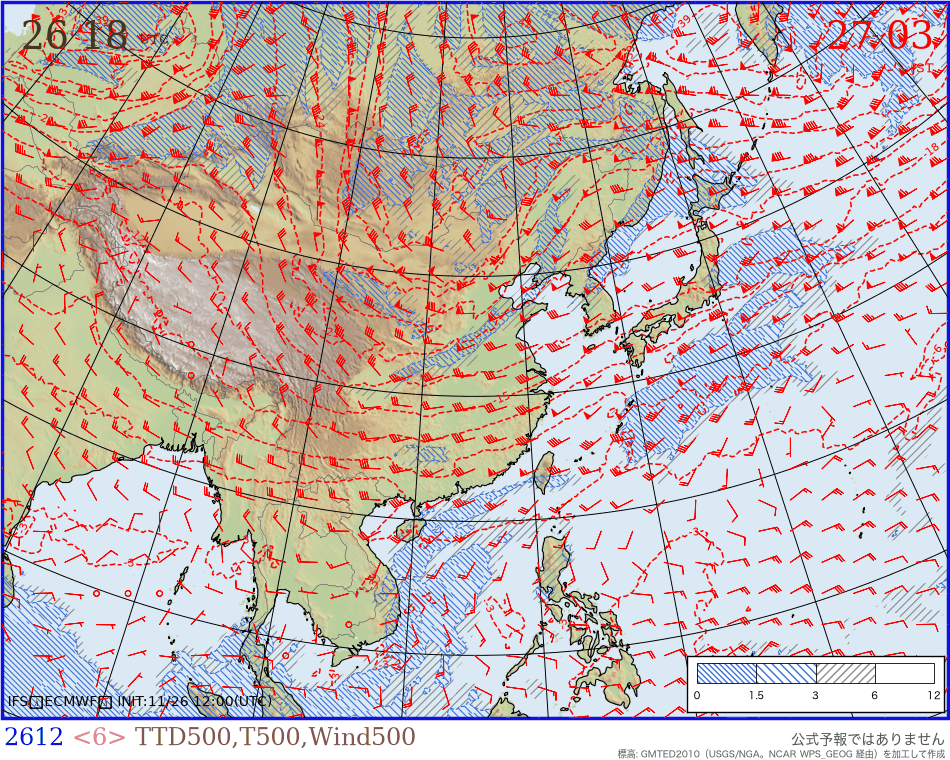 26 18 UTC
27 03
JST
IFS ECMWF INIT:11/26 12:00(UTC)
0 1.5 3 6 12
2612 <6> TTD500,T500,Wind500
公式予報ではありません
標高: GMTED2010（USGS/NGA。NCAR WPS_GEOG 経由）を加工して作成